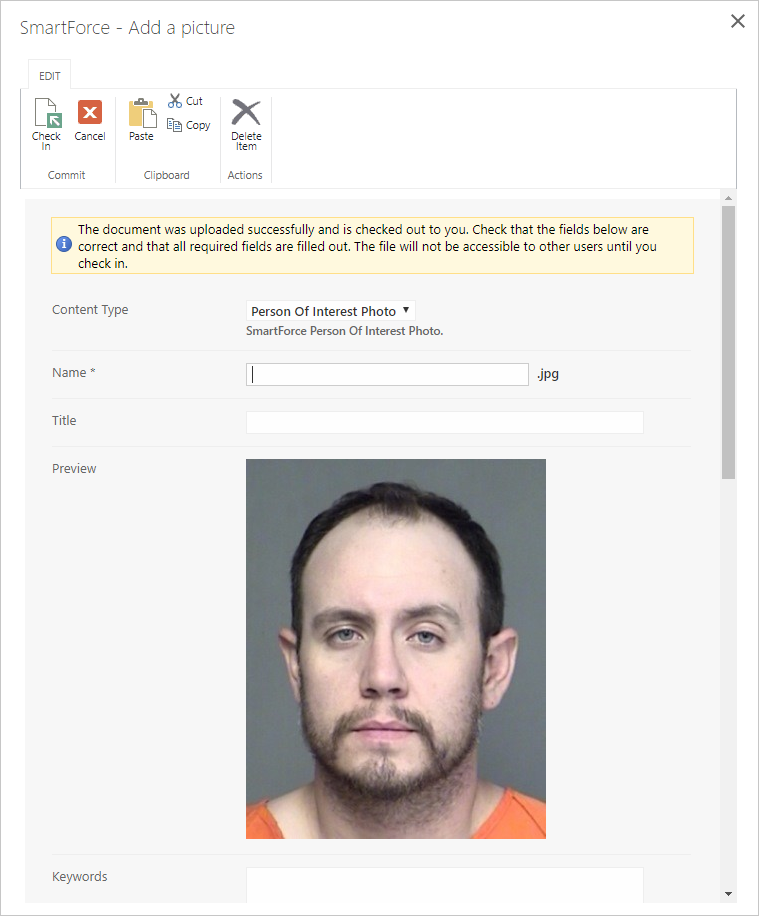 SmartForce - Add a picture
EDIT
Check In
Cancel
Paste
Cut
Copy
Delete Item
Commit
Clipboard
Actions
The document was uploaded successfully and is checked out to you. Check that the fields below are
correct and that all required fields are filled out. The file will not be accessible to other users until you
check in.
Content Type
Person Of Interest Photo
SmartForce Person Of Interest Photo.
Name *
.jpg
Title
Preview
Keywords